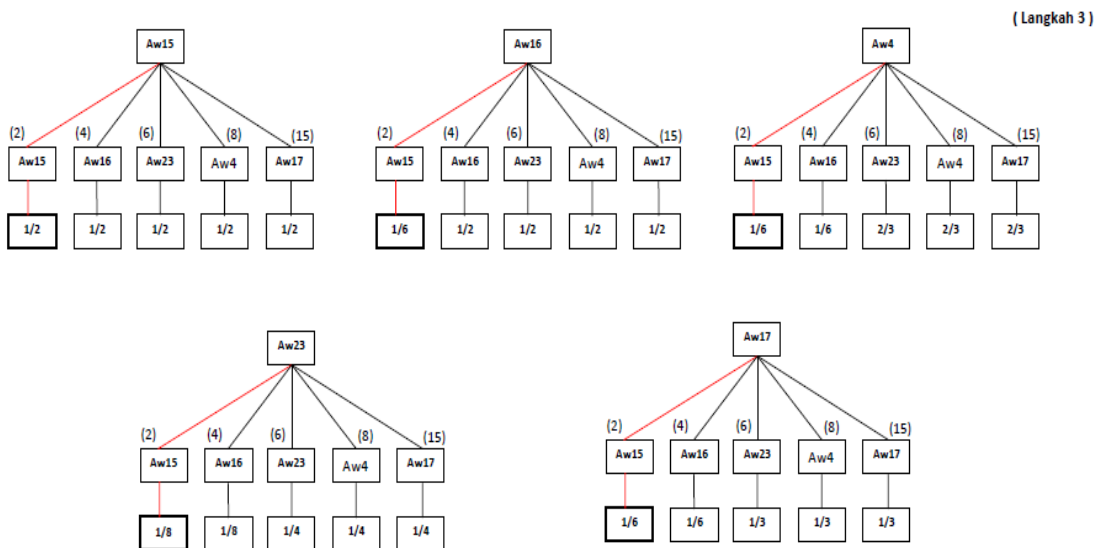 ( Langkah 3 )
Aw15 Aw16 Aw4
(2) (4) (6) (8) (15) (2) (4) (6) (8) (15) (2) (4) (6) (8) (15)
Aw15 Aw16 Aw23 Aw4 Aw17 Aw15 Aw16 Aw23 Aw4 Aw17 Aw15 Aw16 Aw23 Aw4 Aw17
1/2 1/2 1/2 1/2 1/2 1/6 1/2 1/2 1/2 1/2 1/6 1/6 2/3 2/3 2/3
Aw23 Aw17
(2) (4) (6) (8) (15) (2) (4) (6) (8) (15)
Aw15 Aw16 Aw23 Aw4 Aw17 Aw15 Aw16 Aw23 Aw4 Aw17
1/8 1/8 1/4 1/4 1/4 1/6 1/6 1/3 1/3 1/3